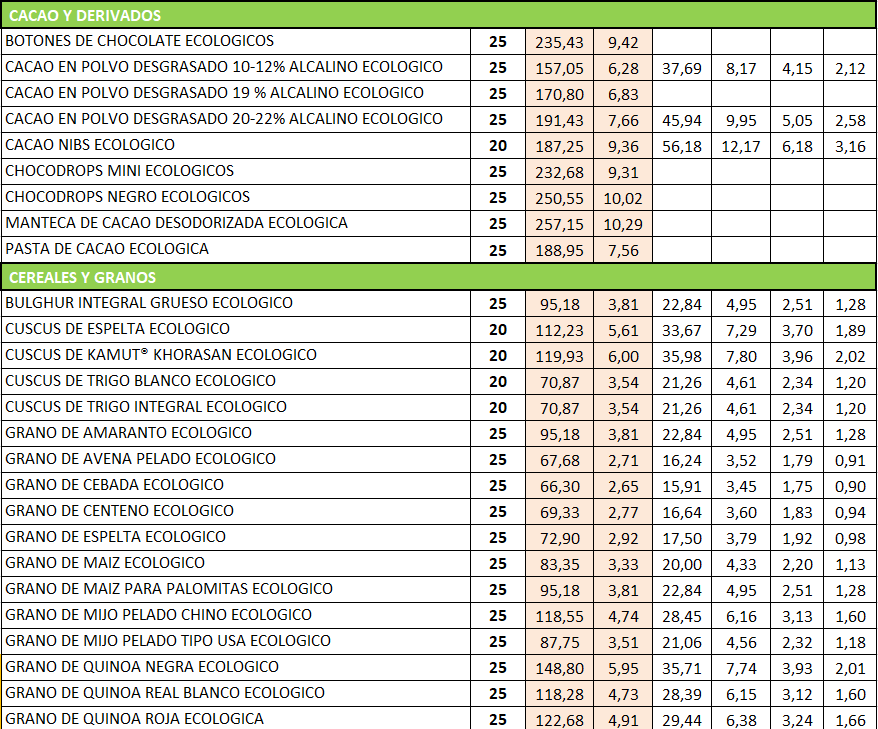 CACAO Y DERIVADOS
BOTONES DE CHOCOLATE ECOLOGICOS 25 235,43 9,42
CACAO EN POLVO DESGRASADO 10-12% ALCALINO ECOLOGICO 25 157,05 6,28 37,69 8,17 4,15 2,12
CACAO EN POLVO DESGRASADO 19 % ALCALINO ECOLOGICO 25 170,80 6,83
CACAO EN POLVO DESGRASADO 20-22% ALCALINO ECOLOGICO 25 191,43 7,66 45,94 9,95 5,05 2,58
CACAO NIBS ECOLOGICO 20 187,25 9,36 56,18 12,17 6,18 3,16
CHOCODROPS MINI ECOLOGICOS 25 232,68 9,31
CHOCODROPS NEGRO ECOLOGICOS 25 250,55 10,02
MANTECA DE CACAO DESODORIZADA ECOLOGICA 25 257,15 10,29
PASTA DE CACAO ECOLOGICA 25 188,95 7,56
CEREALES Y GRANOS
BULGHUR INTEGRAL GRUESO ECOLOGICO 25 95,18 3,81 22,84 4,95 2,51 1,28
CUSCUS DE ESPELTA ECOLOGICO 20 112,23 5,61 33,67 7,29 3,70 1,89
CUSCUS DE KAMUT® KHORASAN ECOLOGICO 20 119,93 6,00 35,98 7,80 3,96 2,02
CUSCUS DE TRIGO BLANCO ECOLOGICO 20 70,87 3,54 21,26 4,61 2,34 1,20
CUSCUS DE TRIGO INTEGRAL ECOLOGICO 20 70,87 3,54 21,26 4,61 2,34 1,20
GRANO DE AMARANTO ECOLOGICO 25 95,18 3,81 22,84 4,95 2,51 1,28
GRANO DE AVENA PELADO ECOLOGICO 25 67,68 2,71 16,24 3,52 1,79 0,91
GRANO DE CEBADA ECOLOGICO 25 66,30 2,65 15,91 3,45 1,75 0,90
GRANO DE CENTENO ECOLOGICO 25 69,33 2,77 16,64 3,60 1,83 0,94
GRANO DE ESPELTA ECOLOGICO 25 72,90 2,92 17,50 3,79 1,92 0,98
GRANO DE MAIZ ECOLOGICO 25 83,35 3,33 20,00 4,33 2,20 1,13
GRANO DE MAIZ PARA PALOMITAS ECOLOGICO 25 95,18 3,81 22,84 4,95 2,51 1,28
GRANO DE MIJO PELADO CHINO ECOLOGICO 25 118,55 4,74 28,45 6,16 3,13 1,60
GRANO DE MIJO PELADO TIPO USA ECOLOGICO 25 87,75 3,51 21,06 4,56 2,32 1,18
GRANO DE QUINOA NEGRA ECOLOGICO 25 148,80 5,95 35,71 7,74 3,93 2,01
GRANO DE QUINOA REAL BLANCO ECOLOGICO 25 118,28 4,73 28,39 6,15 3,12 1,60
GRANO DE QUINOA ROJA ECOLOGICA 25 122,68 4,91 29,44 6,38 3,24 1,66